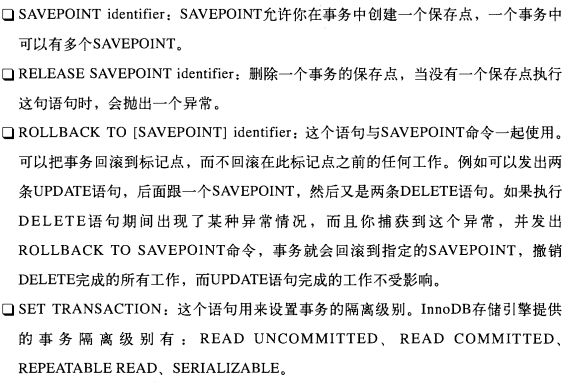 ❏ SAVEPOINT identifier：SAVEPOINT允许你在事务中创建一个保存点，一个事务中
可以有多个SAVEPOINT。
❏ RELEASE SAVEPOINT identifier：删除一个事务的保存点，当没有一个保存点执行
这句语句时，会抛出一个异常。
❏ ROLLBACK TO [SAVEPOINT] identifier：这个语句与SAVEPOINT命令一起使用。
可以把事务回滚到标记点，而不回滚在此标记点之前的任何工作。例如可以发出两
条UPDATE语句，后面跟一个SAVEPOINT，然后又是两条DELETE语句。如果执行
DELETE语句期间出现了某种异常情况，而且你捕获到这个异常，并发出
ROLLBACK TO SAVEPOINT命令，事务就会回滚到指定的SAVEPOINT，撤销
DELETE完成的所有工作，而UPDATE语句完成的工作不受影响。
❏ SET TRANSACTION：这个语句用来设置事务的隔离级别。InnoDB存储引擎提供
的事务隔离级别有：READ UNCOMMITTED、READ COMMITTED、
REPEATABLE READ、SERIALIZABLE。